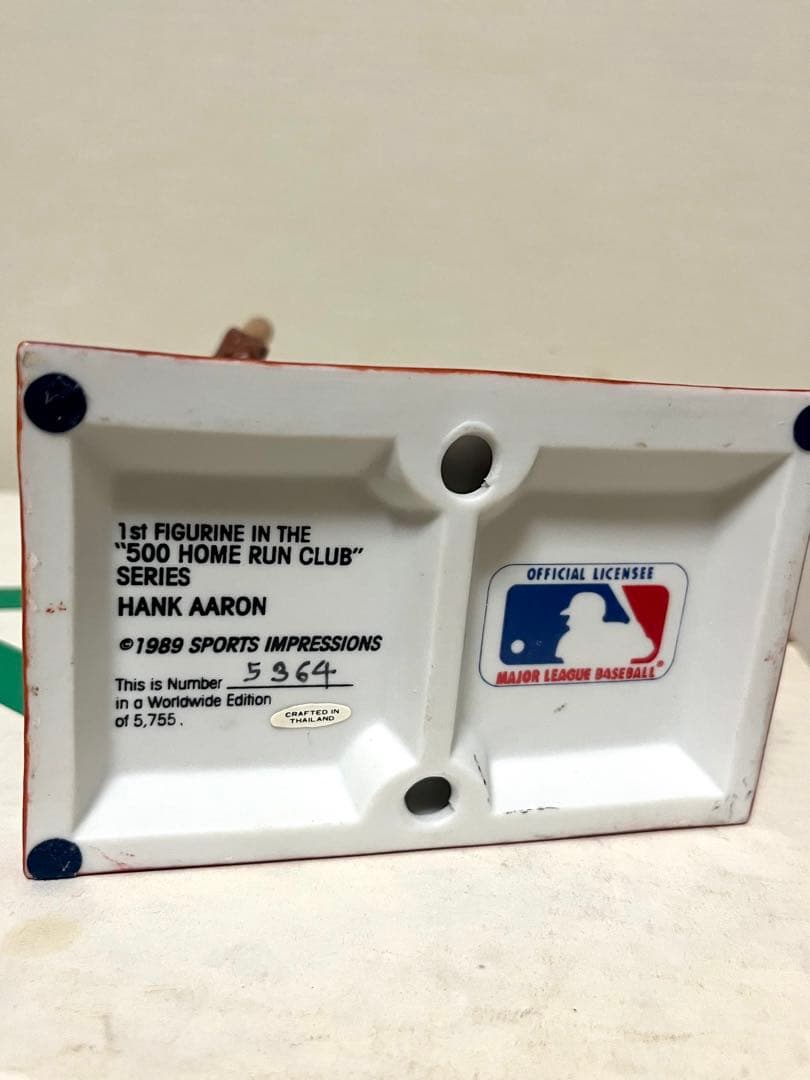 1st FIGURINE IN THE
"500 HOME RUN CLUB"
SERIES
HANK AARON
©1989 SPORTS IMPRESSIONS
This is Number 5364
in a Worldwide Edition
of 5,755.
CRAFTED IN
THAILAND
OFFICIAL LICENSEE
MAJOR LEAGUE BASEBALL®